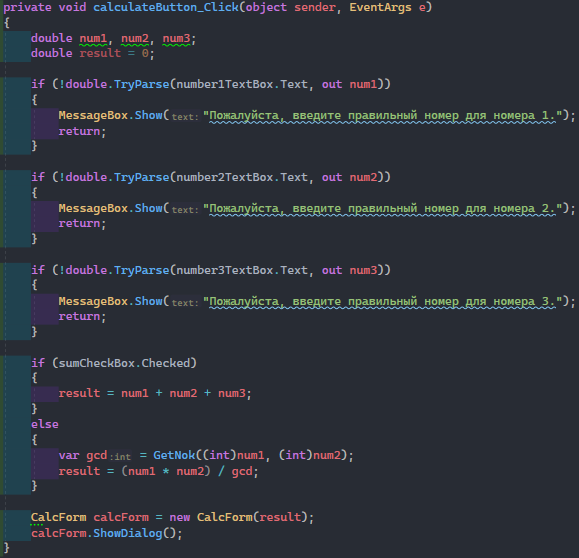 private void calculateButton_Click(object sender, EventArgs e)
{
double num1, num2, num3;
double result = 0;
if (!double.TryParse(number1TextBox.Text, out num1))
{
MessageBox.Show( text: "Пожалуйста, введите правильный номер для номера 1.");
return;
}
if (!double.TryParse(number2TextBox.Text, out num2))
{
MessageBox.Show( text: "Пожалуйста, введите правильный номер для номера 2.");
return;
}
if (!double.TryParse(number3TextBox.Text, out num3))
{
MessageBox.Show( text: "Пожалуйста, введите правильный номер для номера 3.");
return;
}
if (sumCheckBox.Checked)
{
result = num1 + num2 + num3;
}
else
{
var gcd :int = GetNok((int)num1, (int)num2);
result = (num1 * num2) / gcd;
}
CalcForm calcForm = new CalcForm(result);
calcForm.ShowDialog();
}